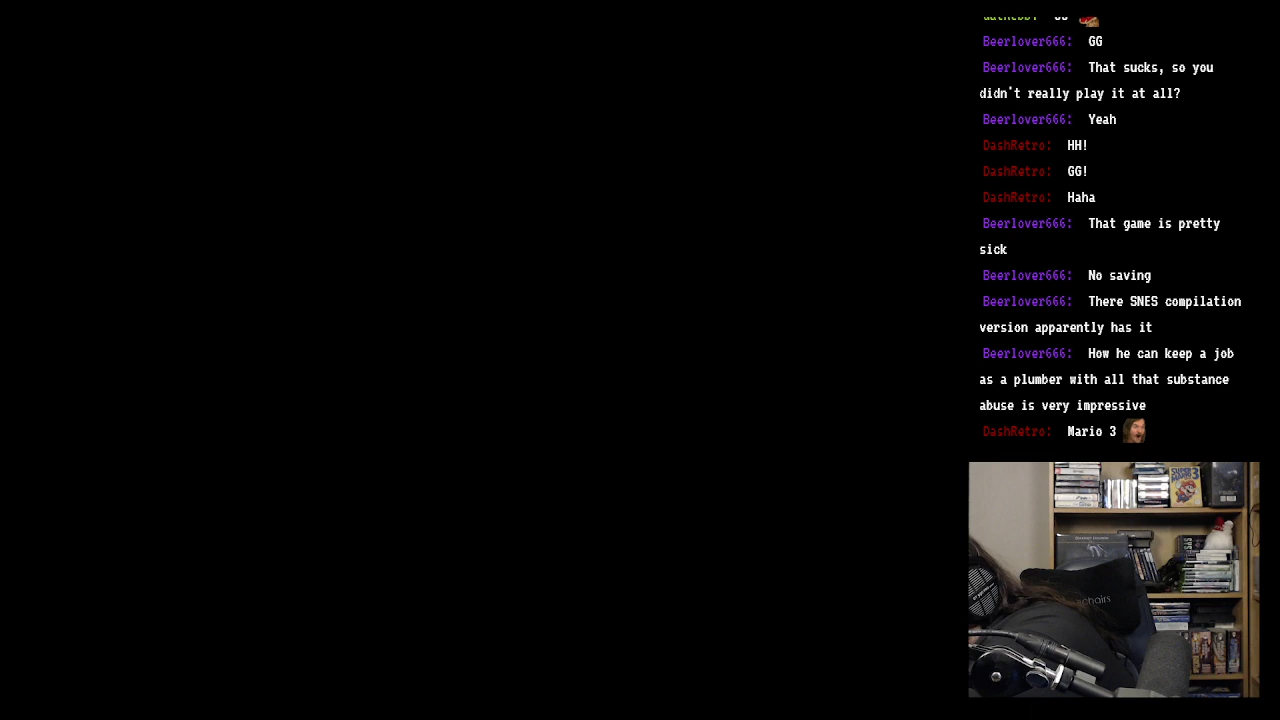 Beerlover666: GG
Beerlover666: That sucks, so you
didn't really play it at all?
Beerlover666: Yeah
DashRetro: HH!
DashRetro: GG!
DashRetro: Haha
Beerlover666: That game is pretty
sick
Beerlover666: No saving
Beerlover666: There SNES compilation
version apparently has it
Beerlover666: How he can keep a job
as a plumber with all that substance
abuse is very impressive
DashRetro: Mario 3
SUPER
3